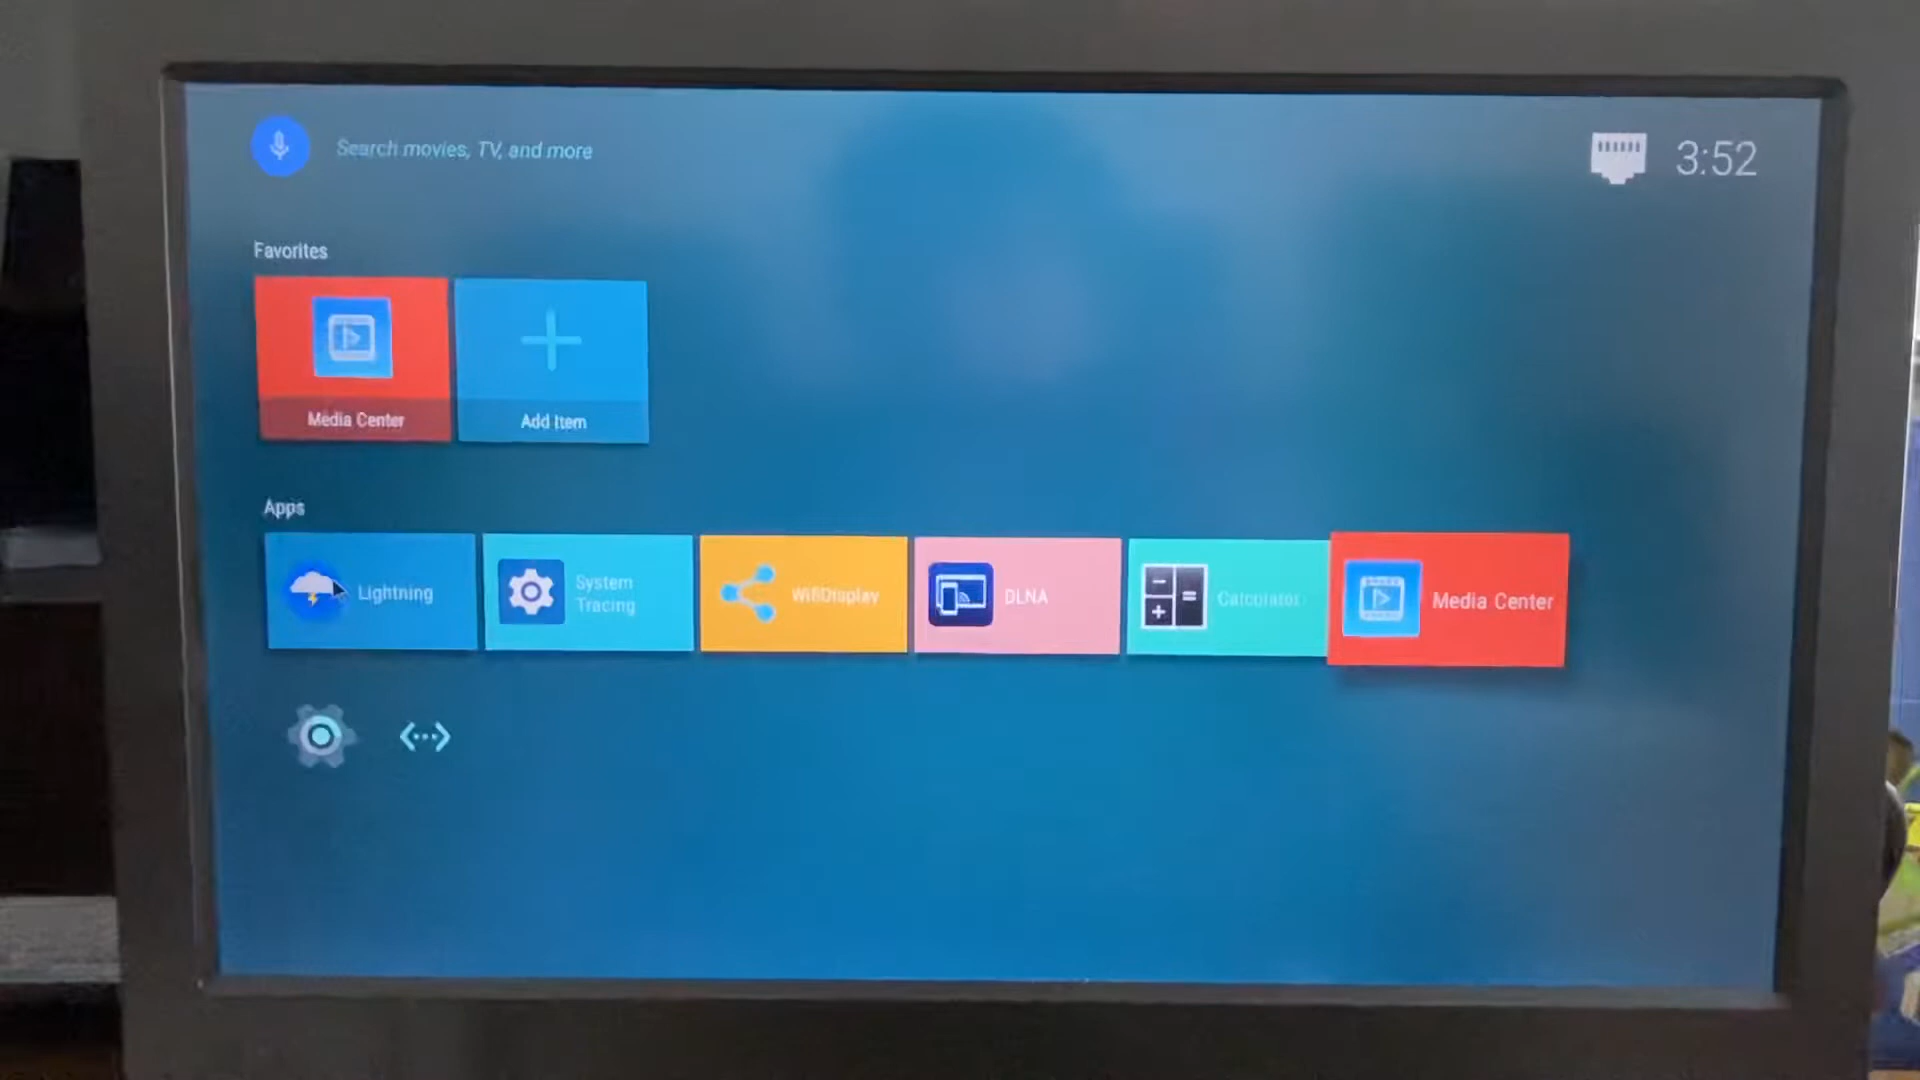 Search movies, TV, and more
3:52
Favorites
Media Center
Add Item
Apps
Lightning
System
Tracing
WifiDisplay
DLNA
Calculator
Media Center